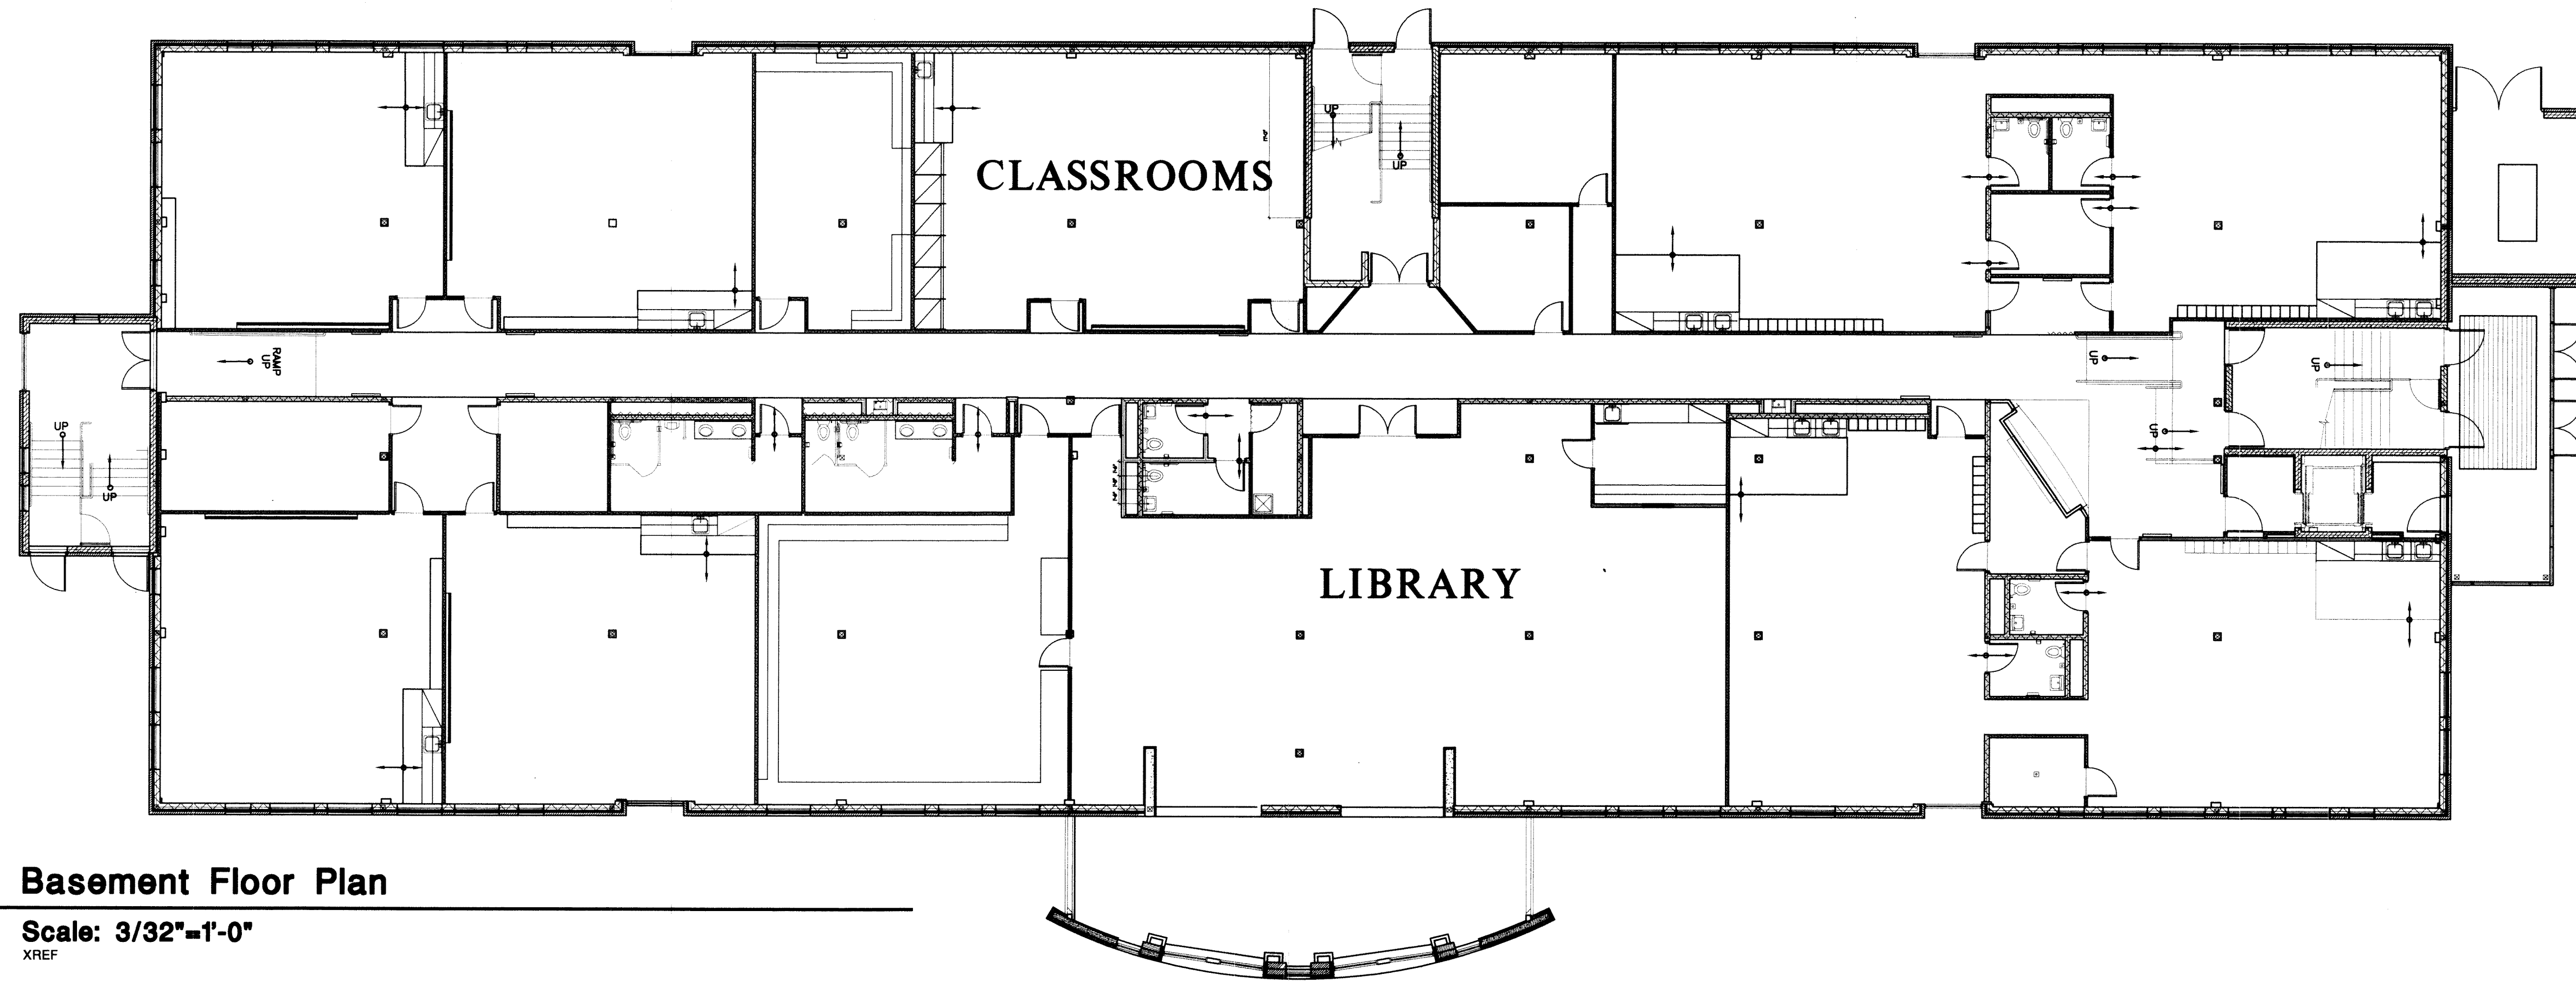 UP
UP
CLASSROOMS
RAMP
UP
UP
UP
UP
UP
UP
LIBRARY
Basement Floor Plan
Scale: 3/32"=1'-0"
XREF